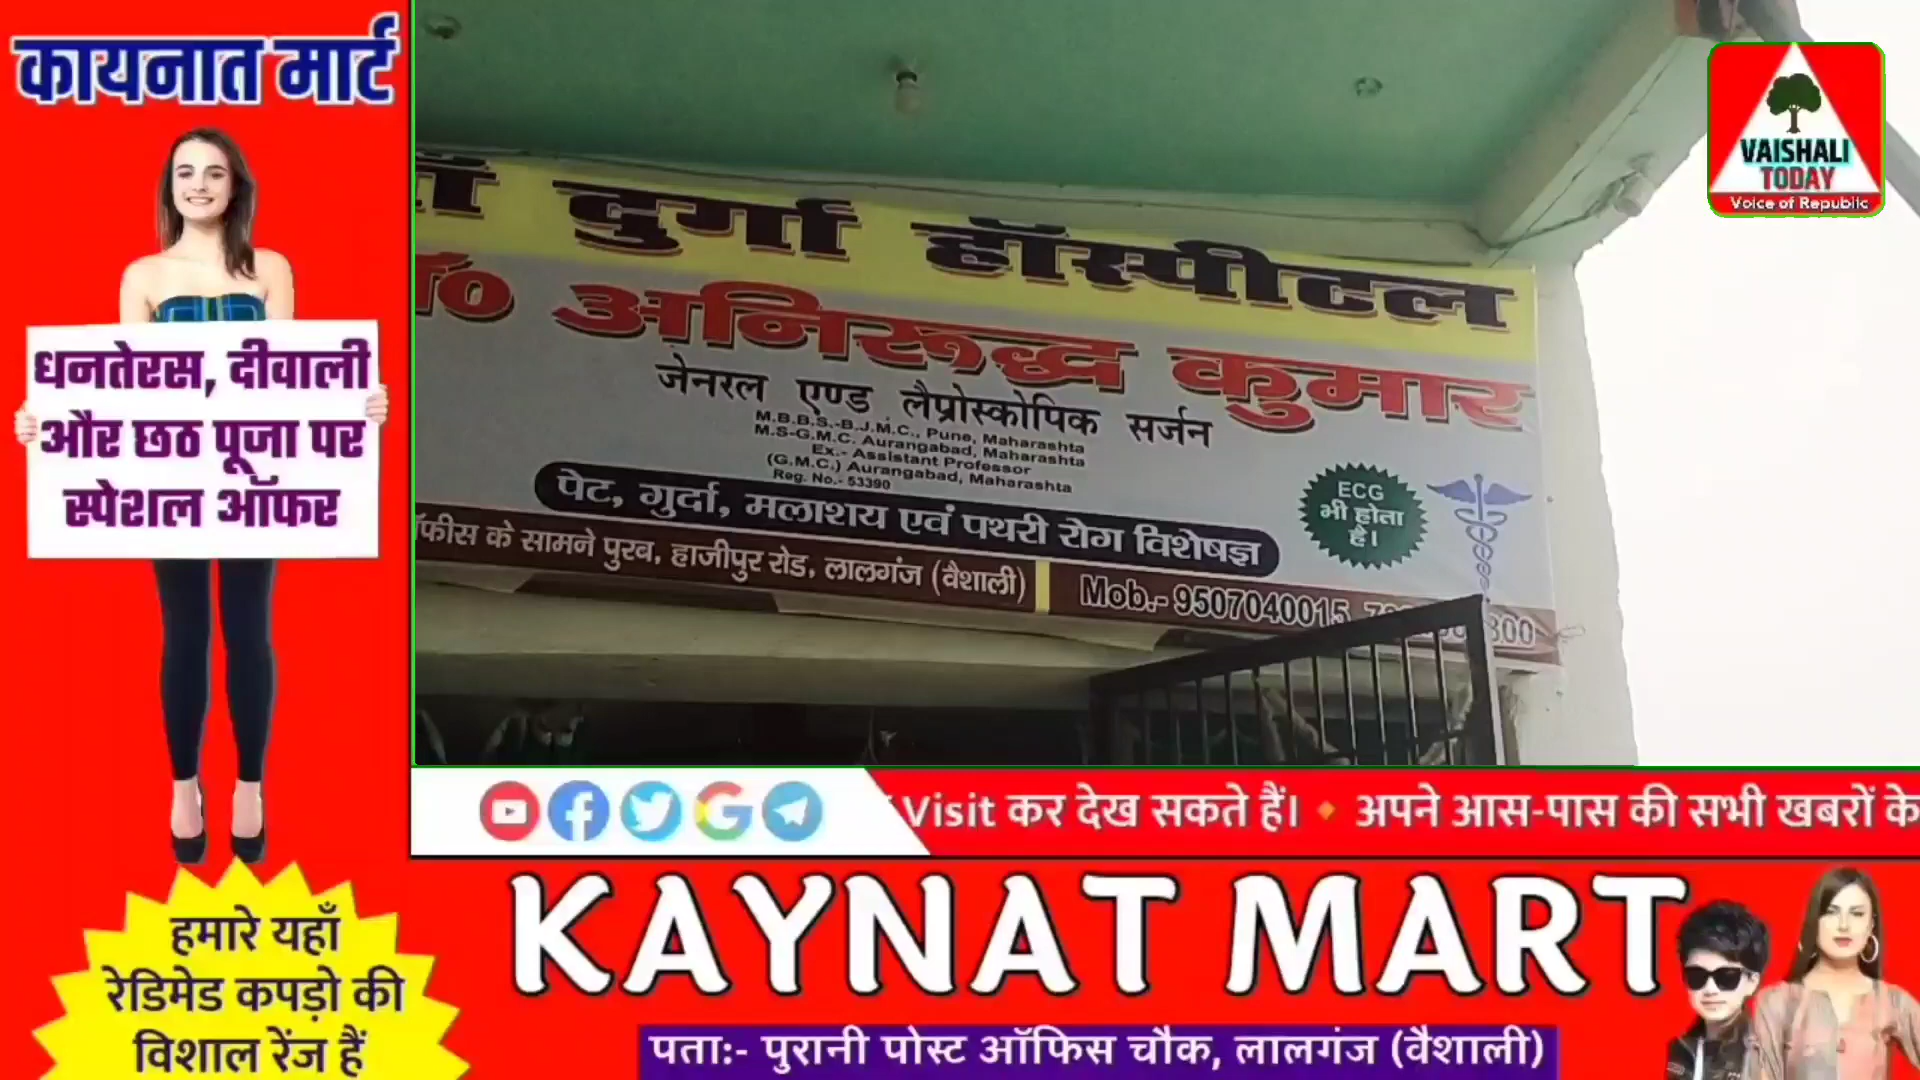 कायनात मार्ट
धनतेरस, दीवाली
और छठ पूजा पर
स्पेशल ऑफर
हमारे यहाँ
रेडिमेड कपड़ो की
विशाल रेंज हैं
VAISHALI
TODAY
Voice of Republic
दुर्गा हॉस्पीटल
अनिरूद्ध कुमार
जेनरल एण्ड लैप्रोस्कोपिक सर्जन
M.B.B.S.-B.J.M.C., Pune, Maharashta
M.S-G.M.C. Aurangabad, Maharashta
Ex.- Assistant Professor
(G.M.C.) Aurangabad, Maharashta
Reg. No.- 53390
पेट, गुर्दा, मलाशय एवं पथरी रोग विशेषज्ञ
ECG
भी होता
है।
के सामने पुरब, हाजीपुर रोड, लालगंज (वैशाली)
Mob.- 9507040015
Visit कर देख सकते हैं। 🔸 अपने आस-पास की सभी खबरों के
KAYNAT MART
पता:- पुरानी पोस्ट ऑफिस चौक, लालगंज (वैशाली)